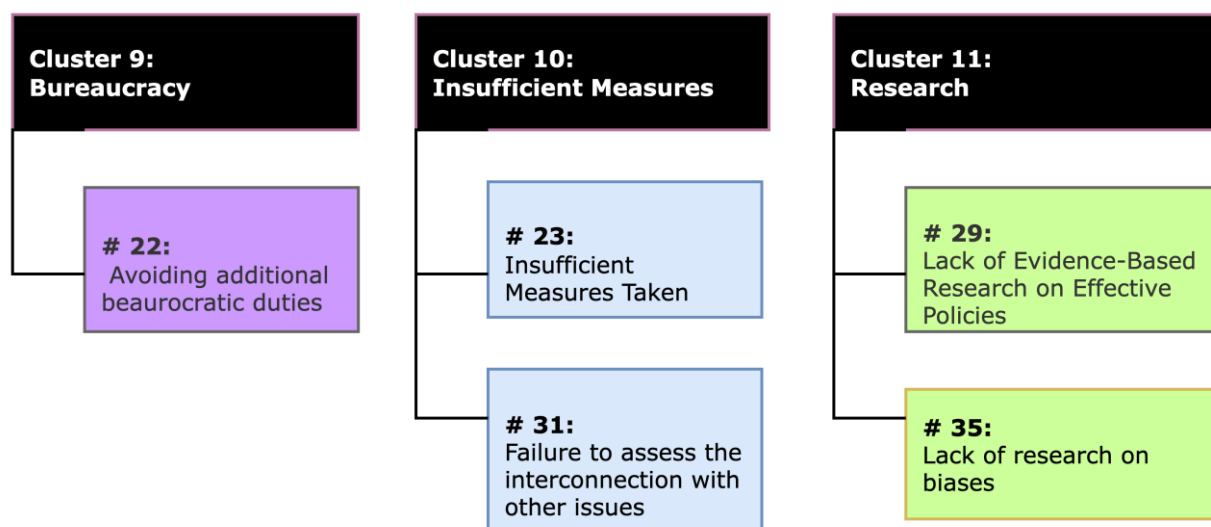 Cluster 9:
Bureaucracy
# 22:
Avoiding additional
beaurocratic duties
Cluster 10:
Insufficient Measures
# 23:
Insufficient
Measures Taken
# 31:
Failure to assess the
interconnection with
other issues
Cluster 11:
Research
# 29:
Lack of Evidence-Based
Research on Effective
Policies
# 35:
Lack of research on
biases